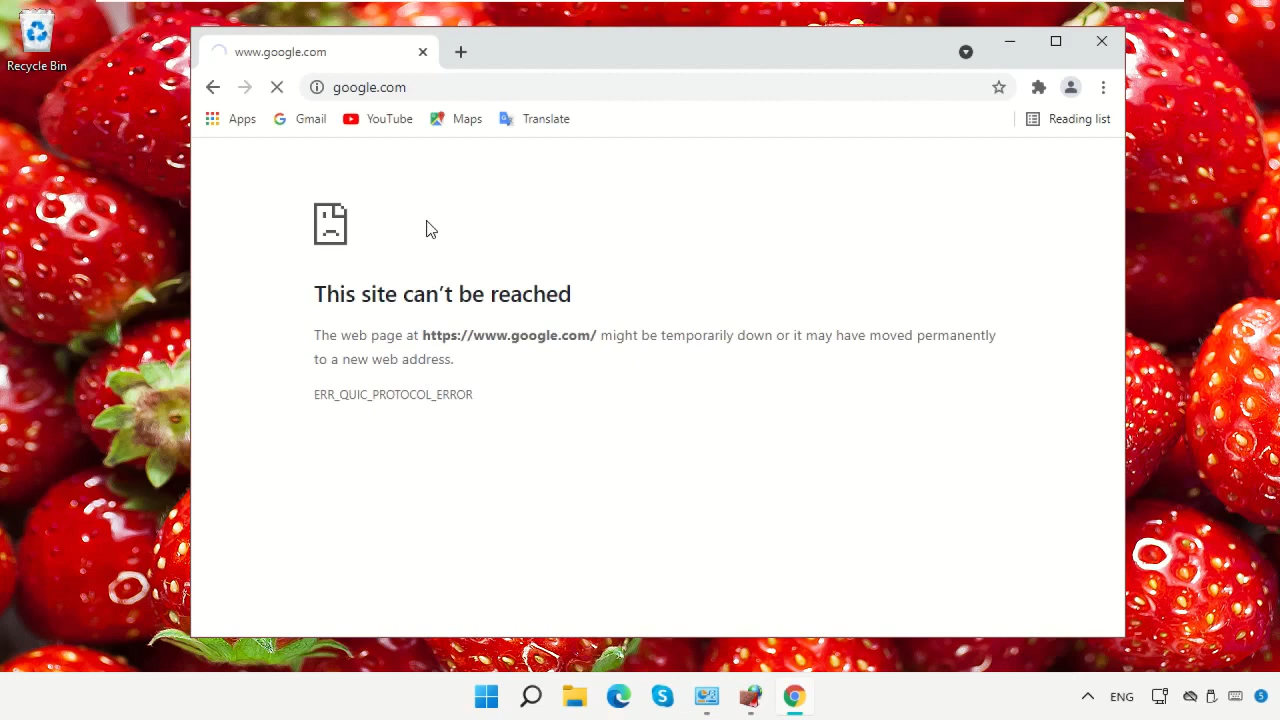 Recycle Bin
www.google.com
google.com
Apps Gmail YouTube Maps Translate Reading list
This site can’t be reached
The web page at https://www.google.com/ might be temporarily down or it may have moved permanently
to a new web address.
ERR_QUIC_PROTOCOL_ERROR
ENG 5